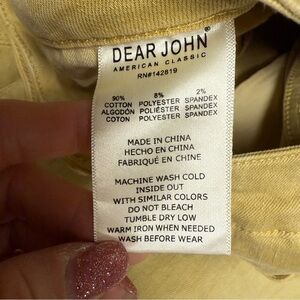 DEAR JOHN®
AMERICAN CLASSIC
RN#142819
90% 8% 2%
COTTON POLYESTER SPANDEX
ALGODÓN POLIÉSTER SPANDEX
COTON POLYESTER SPANDEX
MADE IN CHINA
HECHO EN CHINA
FABRIQUÉ EN CHINE
MACHINE WASH COLD
INSIDE OUT
WITH SIMILAR COLORS
DO NOT BLEACH
TUMBLE DRY LOW
WARM IRON WHEN NEEDED
WASH BEFORE WEAR